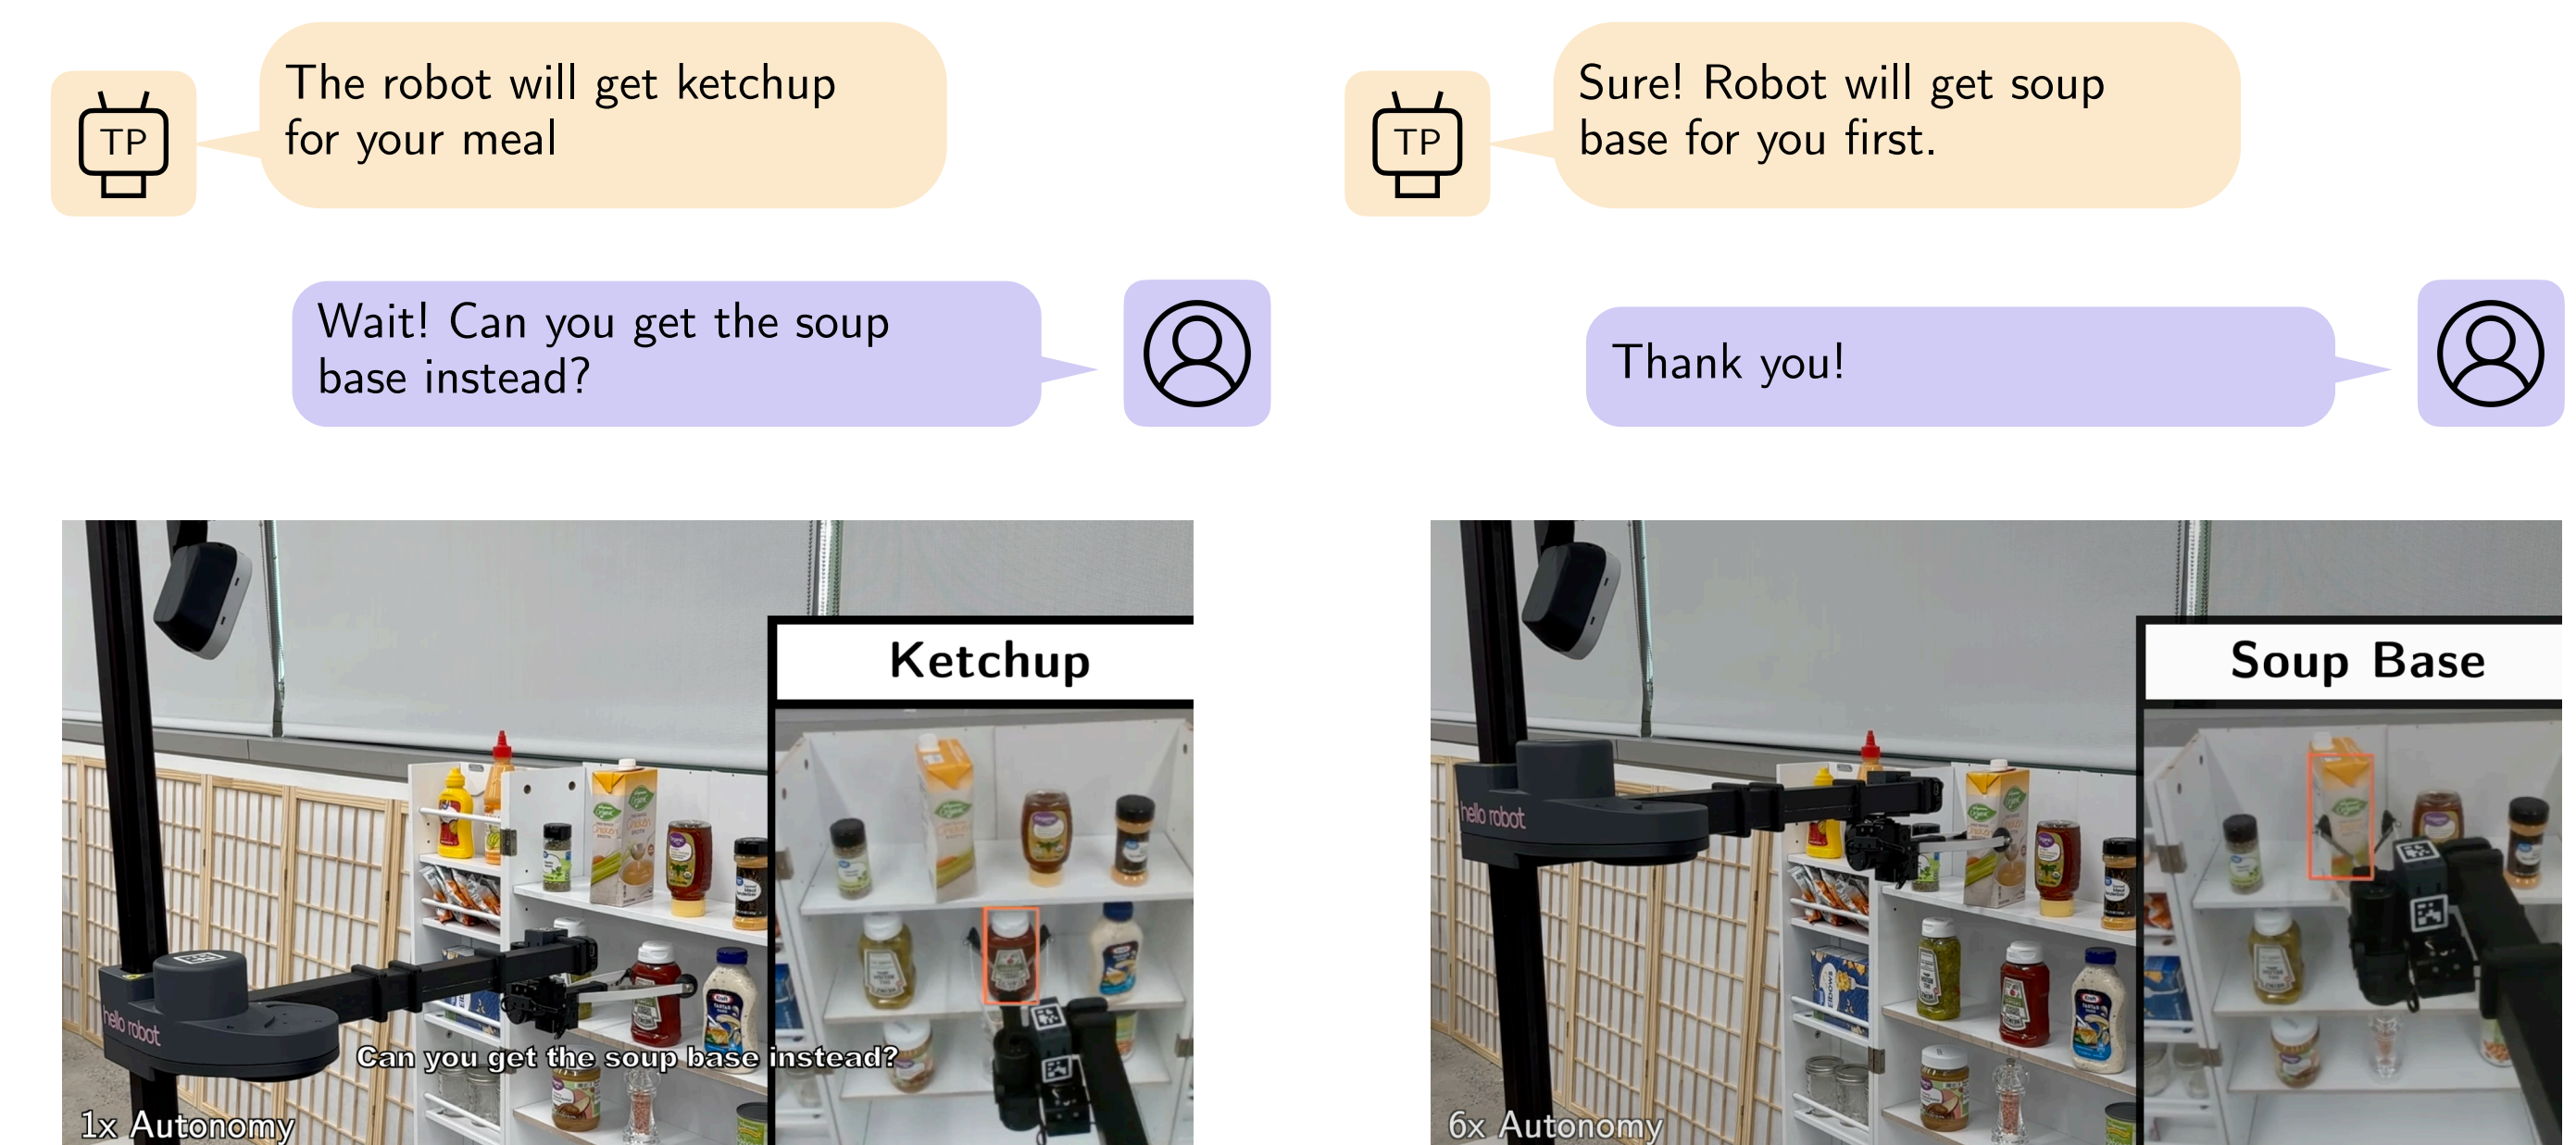 TP
The robot will get ketchup
for your meal
Wait! Can you get the soup
base instead?
Ketchup
hello robot
Can you get the soup base instead?
1x Autonomy
TP
Sure! Robot will get soup
base for you first.
Thank you!
Soup Base
hello robot
6x Autonomy